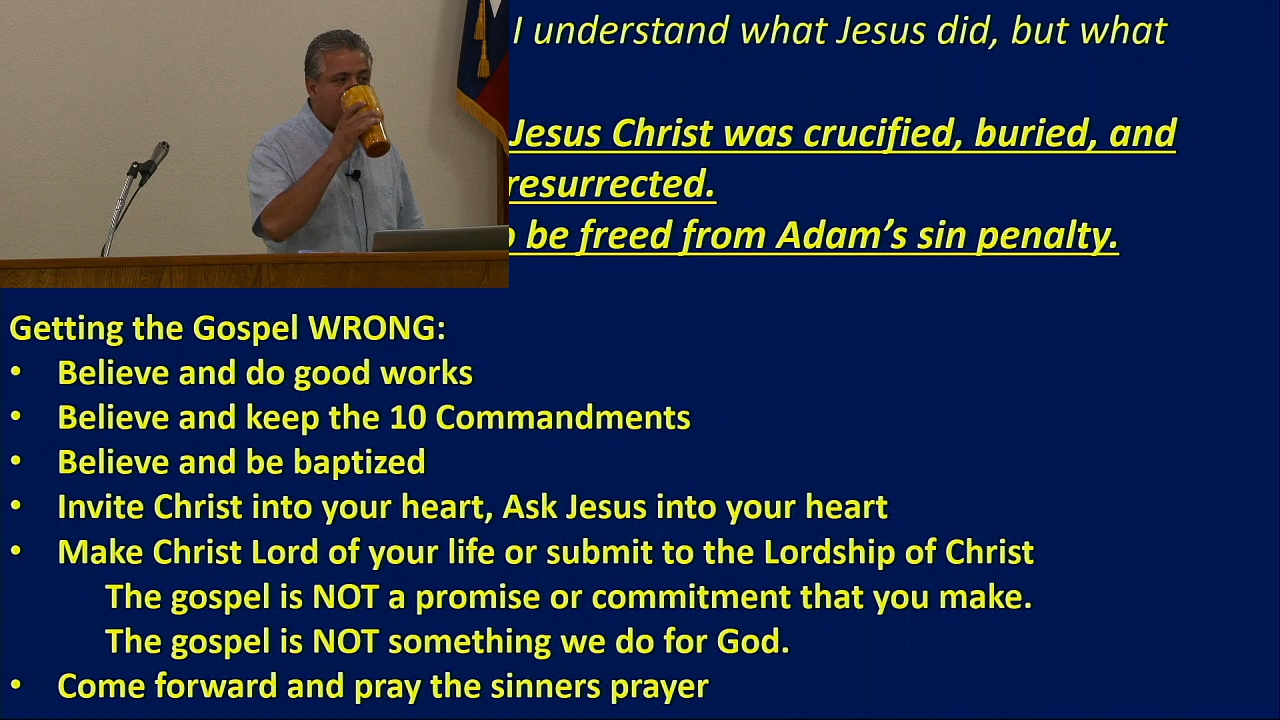 I understand what Jesus did, but what
Jesus Christ was crucified, buried, and
resurrected.
be freed from Adam's sin penalty.
Getting the Gospel WRONG:
• Believe and do good works
• Believe and keep the 10 Commandments
• Believe and be baptized
• Invite Christ into your heart, Ask Jesus into your heart
• Make Christ Lord of your life or submit to the Lordship of Christ
The gospel is NOT a promise or commitment that you make.
The gospel is NOT something we do for God.
• Come forward and pray the sinners prayer